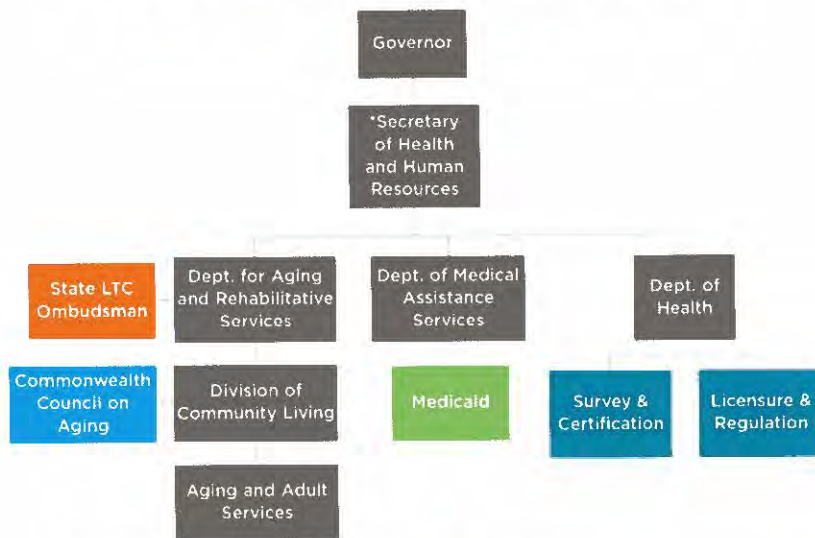 Governor
*Secretary
of Health
and Human
Resources
State LTC
Ombudsman
Dept. for Aging
and Rehabilitative
Services
Dept. of Medical
Assistance
Services
Dept. of
Health
Commonwealth
Council on
Aging
Division of
Community Living
Medicaid
Survey &
Certification
Licensure &
Regulation
Aging and Adult
Services